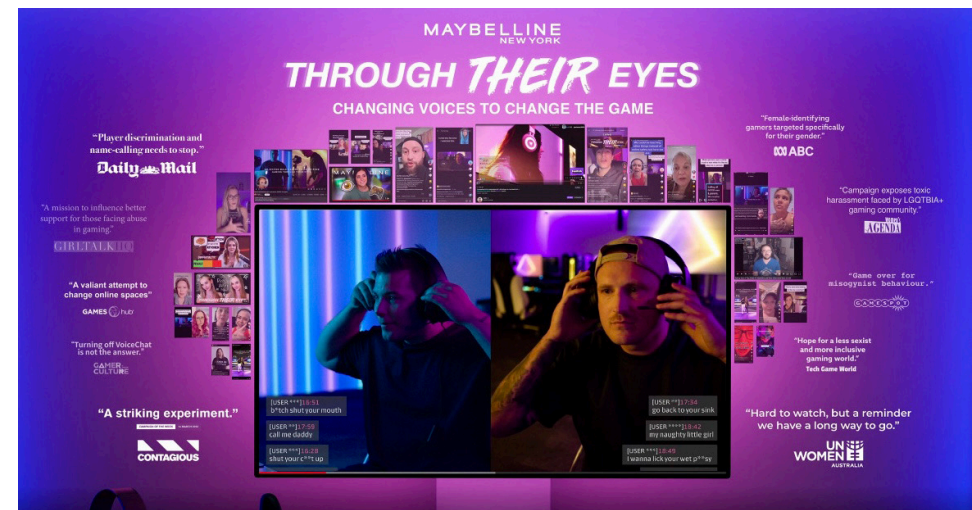 MAYBELLINE
NEW YORK
THROUGH THEIR EYES
CHANGING VOICES TO CHANGE THE GAME
"Player discrimination and
name-calling needs to stop."
Daily Mail
"A mission to influence better
support for those facing abuse
in gaming."
GIRLTALKHQ
"A valiant attempt to
change online spaces"
GAMES hub
"Turning off VoiceChat
is not the answer."
GAMER
CULTURE
"A striking experiment."
CONTAGIOUS
MAYBELLINE
[USER ***]16:51
b*tch shut your mouth
[USER **]17:59
call me daddy
[USER ***]18:28
shut your c**t up
[USER **]17:34
go back to your sink
[USER ****]18:42
my naughty little girl
[USER ***]18:49
I wanna lick your wet p**sy
"Female-identifying
gamers targeted specifically
for their gender."
ABC
"Campaign exposes toxic
harassment faced by LGQTBIA+
gaming community."
AGENDA
"Game over for
misogynist behaviour."
GAMESPOT
"Hope for a less sexist
and more inclusive
gaming world."
Tech Game World
"Hard to watch, but a reminder
we have a long way to go."
UN
WOMEN
AUSTRALIA